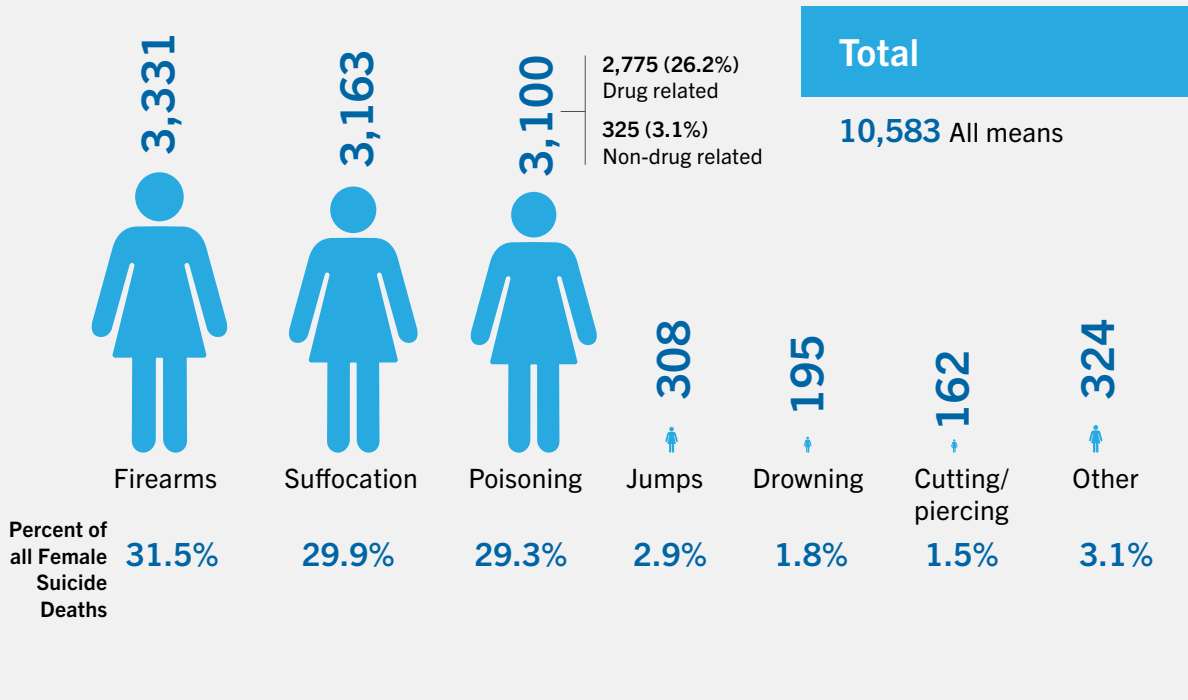 Total
10,583 All means
3,331
3,163
3,100
2,775 (26.2%)
Drug related
325 (3.1%)
Non-drug related
308
195
162
324
Firearms
Suffocation
Poisoning
Jumps
Drowning
Cutting/
piercing
Other
Percent of
all Female
Suicide
Deaths
31.5%
29.9%
29.3%
2.9%
1.8%
1.5%
3.1%